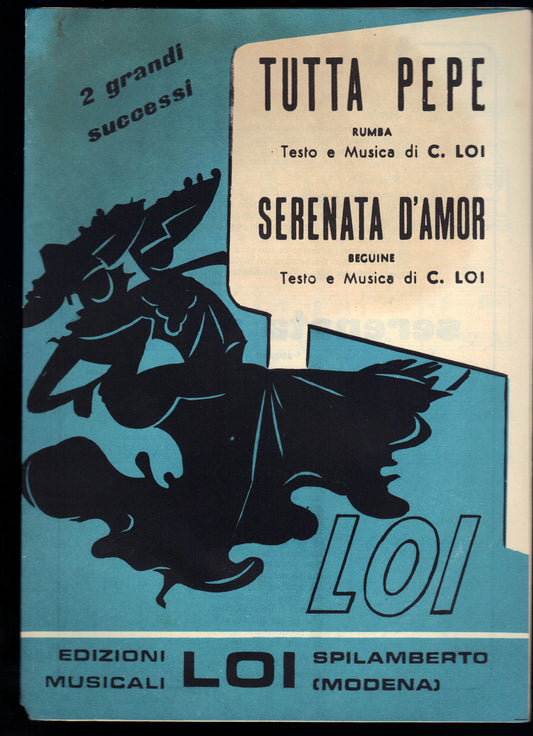 2 grandi
successi
TUTTA PEPE
RUMBA
Testo e Musica di C. LOI
SERENATA D'AMOR
BEGUINE
Testo e Musica di C. LOI
LOI
EDIZIONI
MUSICALI
LOI
SPILAMBERTO
(MODENA)